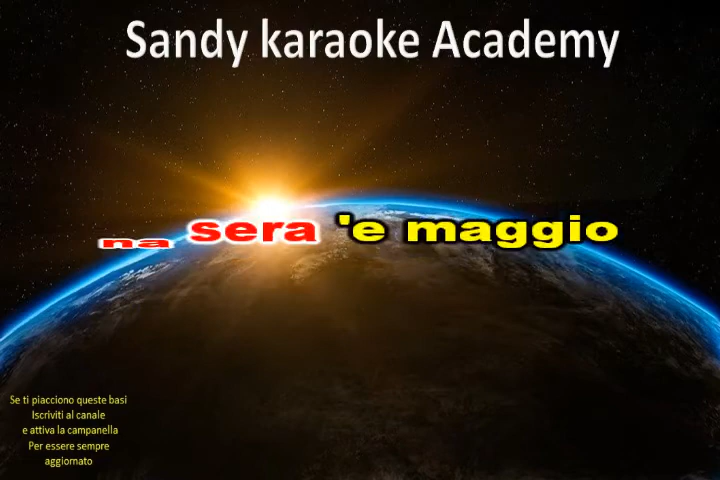 Sandy karaoke Academy
na sera 'e maggio
Se ti piacciono queste basi
Iscriviti al canale
e attiva la campanella
Per essere sempre
aggiornato